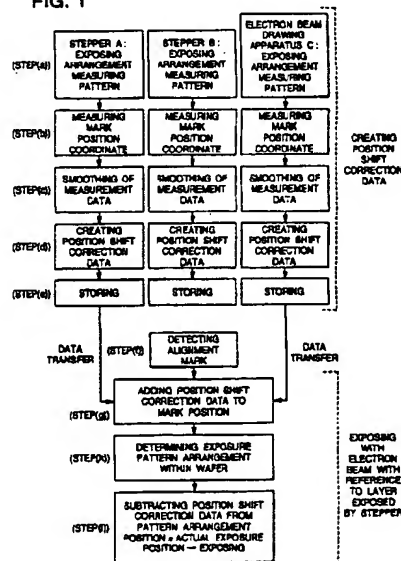 FIG. 1
STEPPER A:
EXPOSING
ARRANGEMENT
MEASURING
PATTERN
STEPPER B:
EXPOSING
ARRANGEMENT
MEASURING
PATTERN
ELECTRON BEAM
DRAWING
APPARATUS C:
EXPOSING
ARRANGEMENT
MEASURING
PATTERN
(STEP(a))
(STEP(b))
MEASURING
MARK
POSITION
COORDINATE
MEASURING
MARK
POSITION
COORDINATE
MEASURING
MARK
POSITION
COORDINATE
(STEP(c))
SMOOTHING OF
MEASUREMENT
DATA
SMOOTHING OF
MEASUREMENT
DATA
SMOOTHING OF
MEASUREMENT
DATA
(STEP(d))
CREATING
POSITION SHIFT
CORRECTION
DATA
CREATING
POSITION SHIFT
CORRECTION
DATA
CREATING
POSITION SHIFT
CORRECTION
DATA
(STEP(e))
STORING
STORING
STORING
CREATING
POSITION
SHIFT
CORRECTION
DATA
DATA
TRANSFER
(STEP(f))
DETECTING
ALIGNMENT
MARK
DATA
TRANSFER
(STEP(g))
ADDING POSITION SHIFT
CORRECTION DATA TO
MARK POSITION
(STEP(h))
DETERMINING EXPOSURE
PATTERN ARRANGEMENT
WITHIN WAFER
(STEP(i))
SUBTRACTING POSITION SHIFT
CORRECTION DATA FROM
PATTERN ARRANGEMENT
POSITION = ACTUAL EXPOSURE
POSITION — EXPOSING
EXPOSING
WITH
ELECTRON
BEAM WITH
REFERENCE
TO LAYER
EXPOSED
BY STEPPER